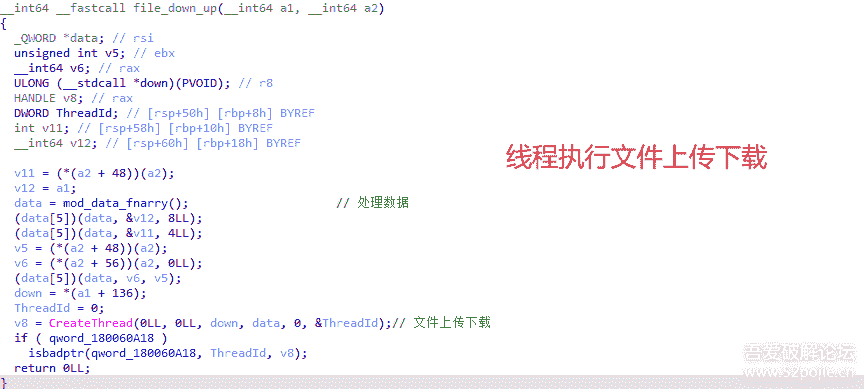 __int64 __fastcall file_down_up(__int64 a1, __int64 a2)
{
_QWORD *data; // rsi
unsigned int v5; // ebx
__int64 v6; // rax
ULONG (__stdcall *down)(PVOID); // r8
HANDLE v8; // rax
DWORD ThreadId; // [rsp+50h] [rbp+8h] BYREF
int v11; // [rsp+58h] [rbp+10h] BYREF
__int64 v12; // [rsp+60h] [rbp+18h] BYREF
线程执行文件上传下载
v11 = (*(a2 + 48))(a2);
v12 = a1;
data = mod_data_fnarry(); // 处理数据
(data[5])(data, &v12, 8LL);
(data[5])(data, &v11, 4LL);
v5 = (*(a2 + 48))(a2);
v6 = (*(a2 + 56))(a2, 0LL);
(data[5])(data, v6, v5);
down = *(a1 + 136);
ThreadId = 0;
v8 = CreateThread(0LL, 0LL, down, data, 0, &ThreadId);// 文件上传下载
if ( qword_180060A18 )
isbadptr(qword_180060A18, ThreadId, v8);
return 0LL;
}
吾爱破解论坛
www.52pojie.cn